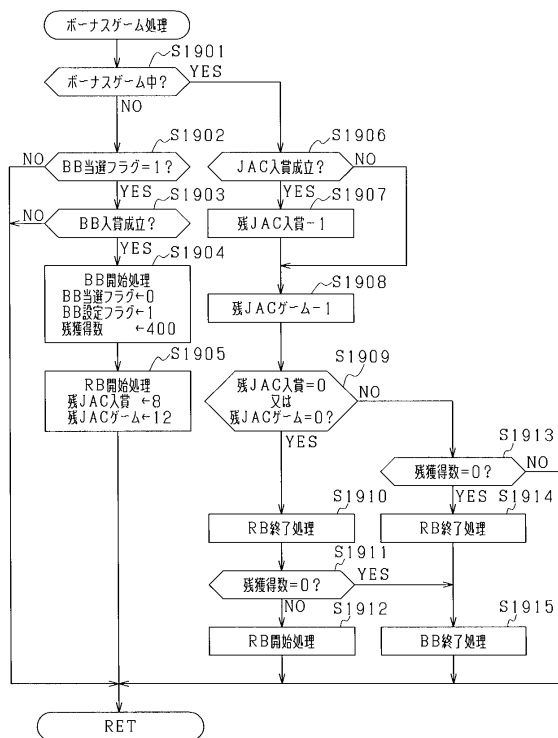 ボーナスゲーム処理
S1901
ボーナスゲーム中?
YES
NO
S1902
BB当選フラグ=1?
NO
YES
S1903
BB入賞成立?
NO
YES
S1904
BB開始処理
BB当選フラグ←0
BB設定フラグ←1
残獲得数 ←400
S1905
RB開始処理
残JAC入賞 ←8
残JACゲーム←12
S1906
JAC入賞成立?
NO
YES
S1907
残JAC入賞-1
S1908
残JACゲーム-1
S1909
残JAC入賞=0
又は
残JACゲーム=0?
NO
YES
S1910
RB終了処理
S1911
残獲得数=0?
YES
NO
S1912
RB開始処理
S1913
残獲得数=0?
NO
YES
S1914
RB終了処理
S1915
BB終了処理
RET